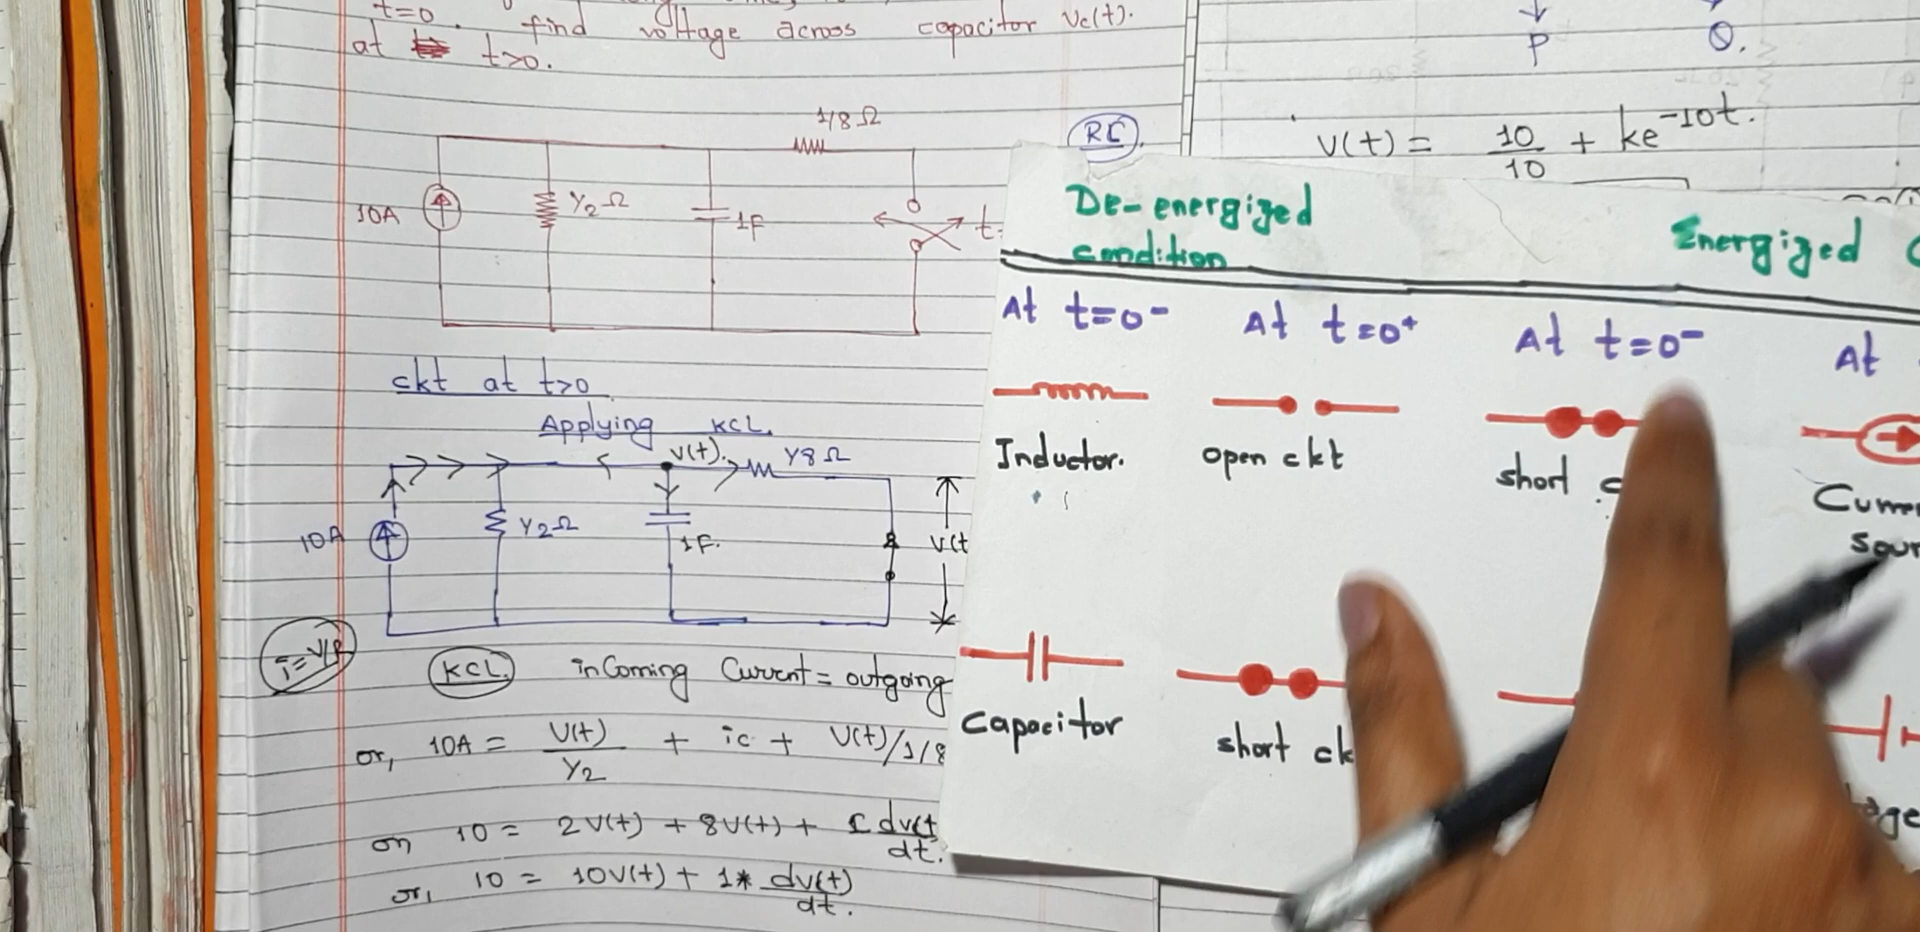 t=0. find voltage across capacitor Vc(t).
at t>0.
1/8 Ω
10A
1/2 Ω
1F
t
ckt at t>0.
Applying KCL.
V(t).
1/8 Ω
10A
1/2 Ω
1F.
V(t
i=V/R
KCL incoming Current = outgoing
or, 10A = V(t)/1/2 + ic + V(t)/1/8
or 10 = 2V(t) + 8V(t) + C dv(t/dt.
or, 10 = 10V(t) + 1* dv(t)/dt.
P Q.
V(t) = 10/10 + ke^-10t.
RC
De-energized condition
Energized C
At t=0-
At t=0+
At t=0-
At
Inductor.
open ckt
short c
Curre
Sour
Capacitor
short ck
age